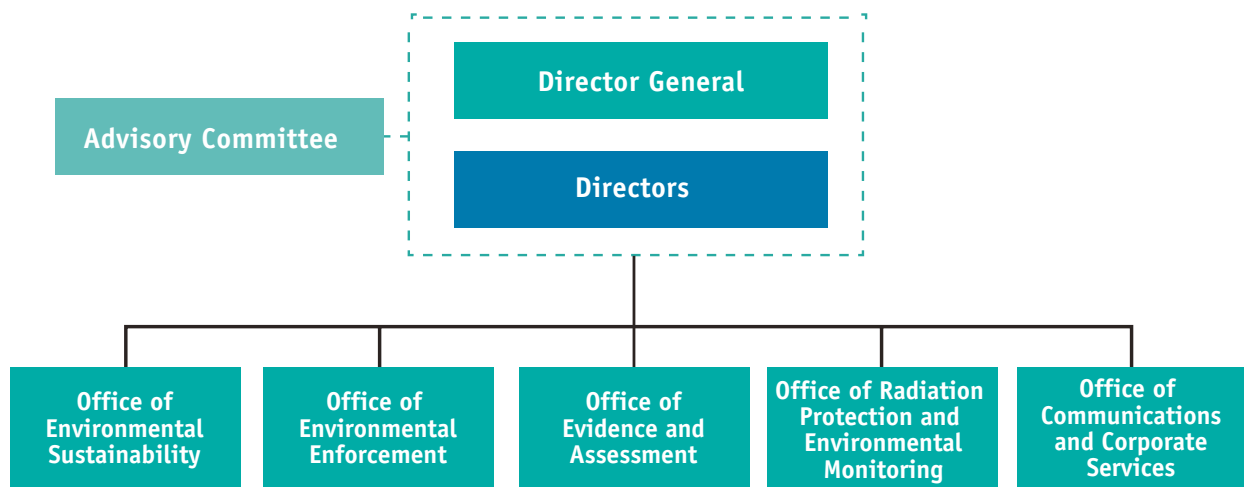 Director General
Advisory Committee
Directors
Office of
Environmental
Sustainability
Office of
Environmental
Enforcement
Office of
Evidence and
Assessment
Office of Radiation
Protection and
Environmental
Monitoring
Office of
Communications
and Corporate
Services